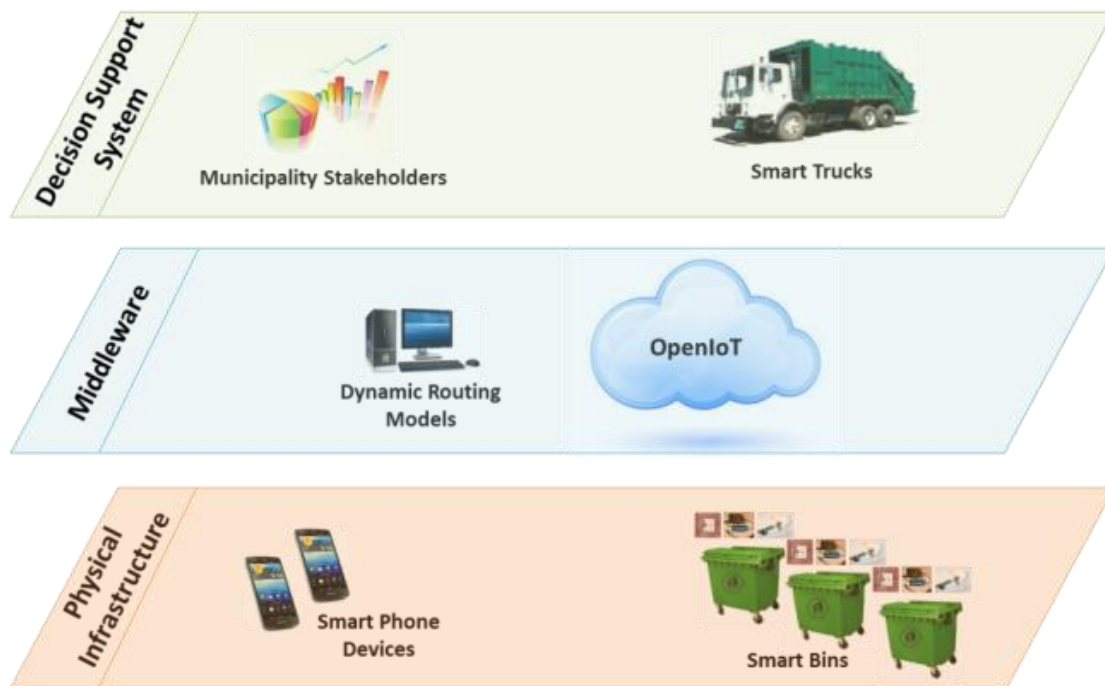 Decision Support
System
Municipality Stakeholders
Smart Trucks
Middleware
OpenIoT
Dynamic Routing
Models
Physical
Infrastructure
Smart Phone
Devices
Smart Bins